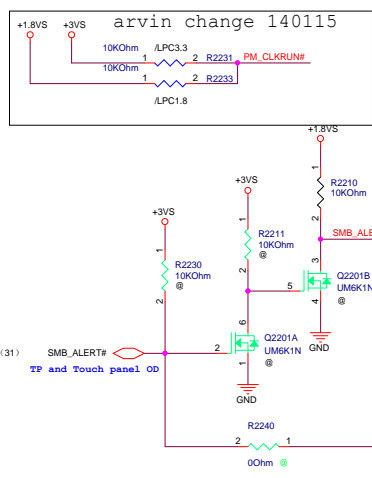 arvin change 140115
+1.8VS +3VS
10KOhm /LPC3.3
1 2 R2231 PM_CLKRUN#
10KOhm
1 2 R2233
/LPC1.8
+1.8VS
1
R2210
10KOhm
2
+3VS
1
R2211
10KOhm
@
2
+3VS
1
R2230
10KOhm
@
2
SMB_ALE
3
Q2201B
5 UM6K1N
4 @
GND
6
Q2201A
2 UM6K1N
1 @
GND
(31) SMB_ALERT#
TP and Touch panel OD
R2240
2 1
0Ohm @